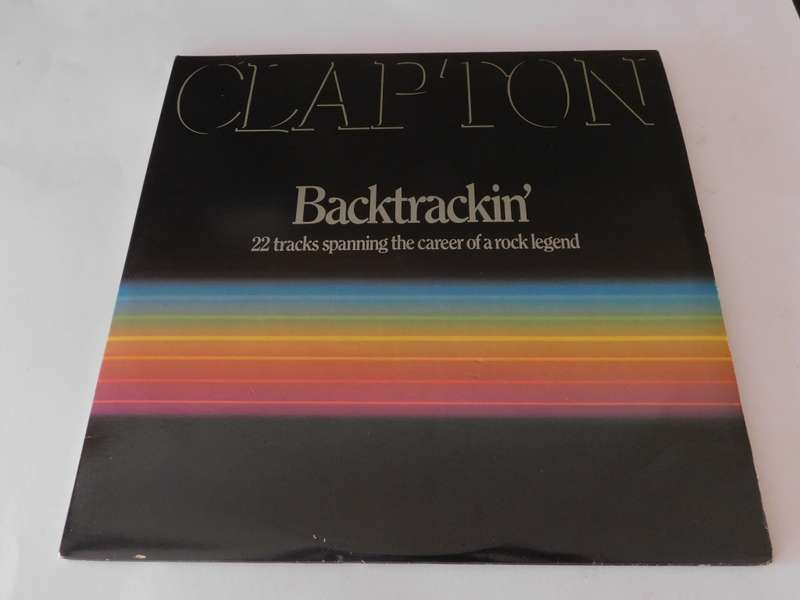 CLAPTON
Backtrackin'
22 tracks spanning the career of a rock legend